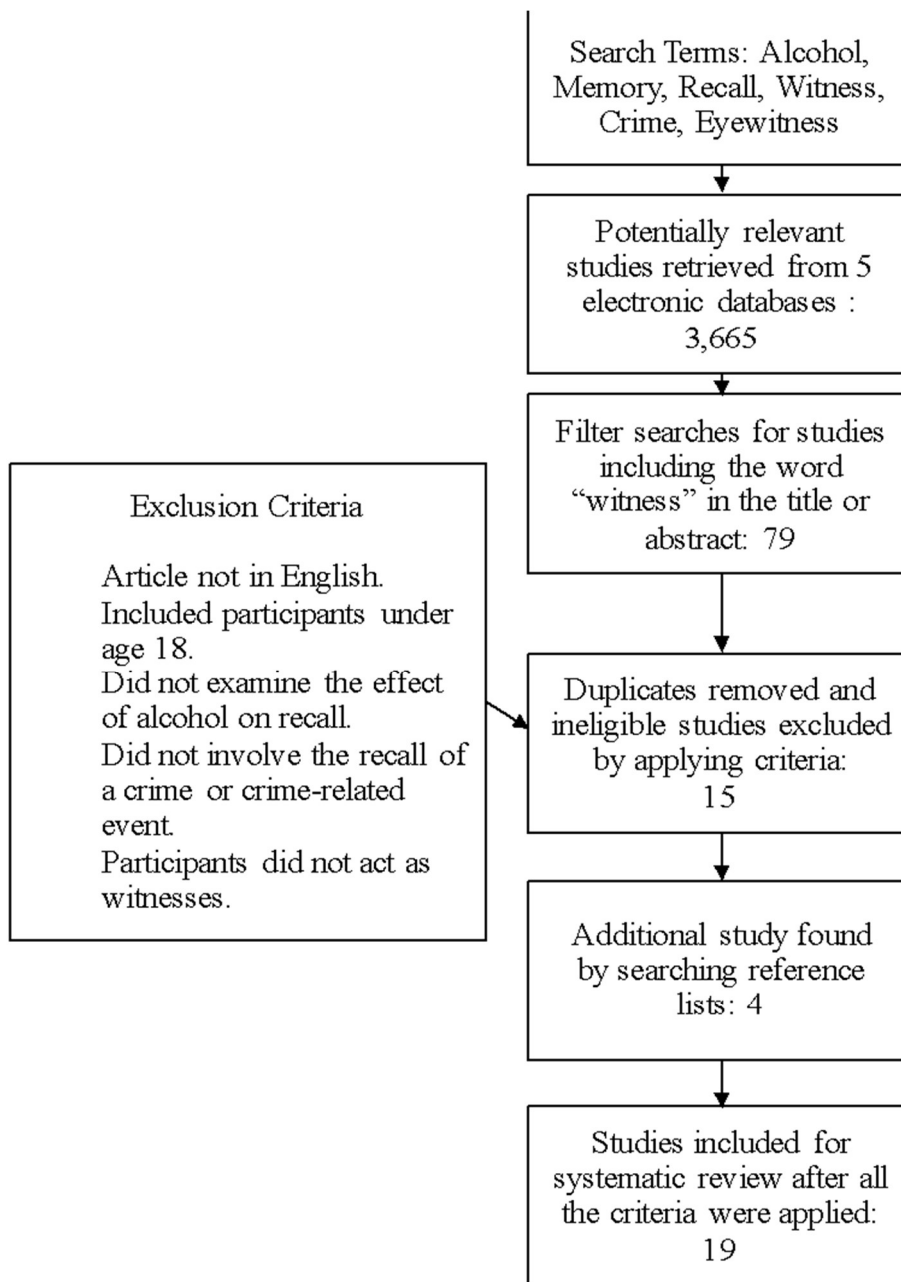 Search Terms: Alcohol,
Memory, Recall, Witness,
Crime, Eyewitness
Potentially relevant
studies retrieved from 5
electronic databases :
3,665
Filter searches for studies
including the word
“witness” in the title or
abstract: 79
Exclusion Criteria
Article not in English.
Included participants under
age 18.
Did not examine the effect
of alcohol on recall.
Did not involve the recall of
a crime or crime-related
event.
Participants did not act as
witnesses.
Duplicates removed and
ineligible studies excluded
by applying criteria:
15
Additional study found
by searching reference
lists: 4
Studies included for
systematic review after all
the criteria were applied:
19